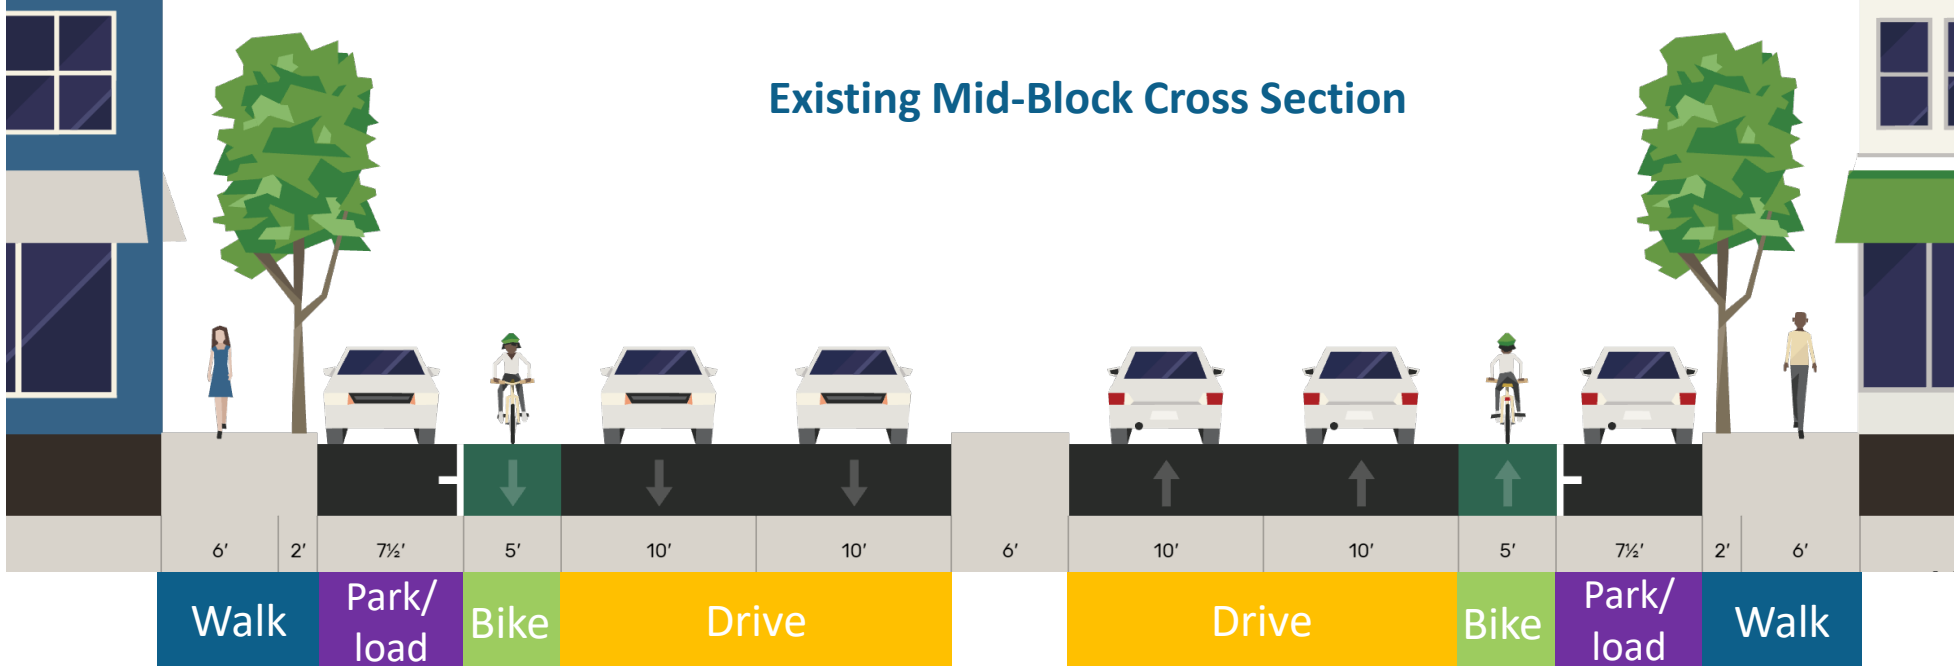 Existing Mid-Block Cross Section
6' 2' 7½' 5' 10' 10' 6' 10' 10' 5' 7½' 2' 6'
Walk Park/ load Bike Drive Drive Bike Park/ load Walk